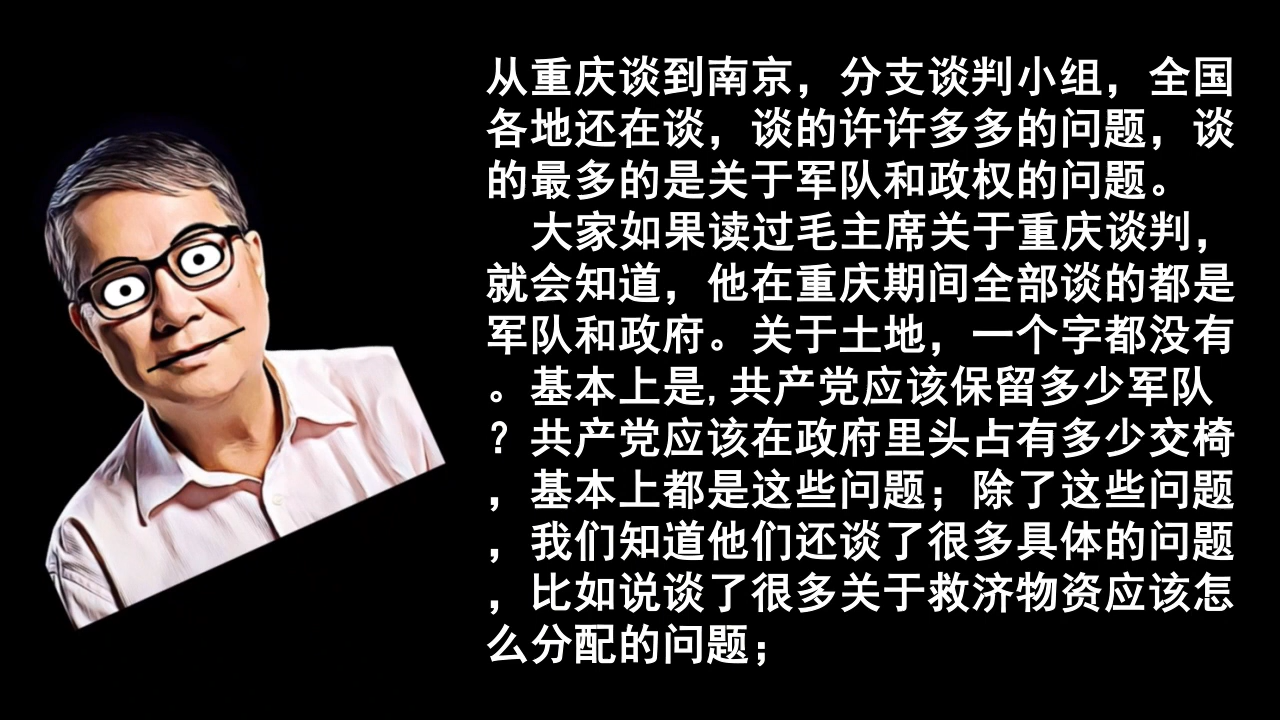 从重庆谈到南京，分支谈判小组，全国
各地还在谈，谈的许许多多的问题，谈
的最多的是关于军队和政权的问题。
大家如果读过毛主席关于重庆谈判，
就会知道，他在重庆期间全部谈的都是
军队和政府。关于土地，一个字都没有
。基本上是,共产党应该保留多少军队
？共产党应该在政府里头占有多少交椅
，基本上都是这些问题；除了这些问题
，我们知道他们还谈了很多具体的问题
，比如说谈了很多关于救济物资应该怎
么分配的问题；